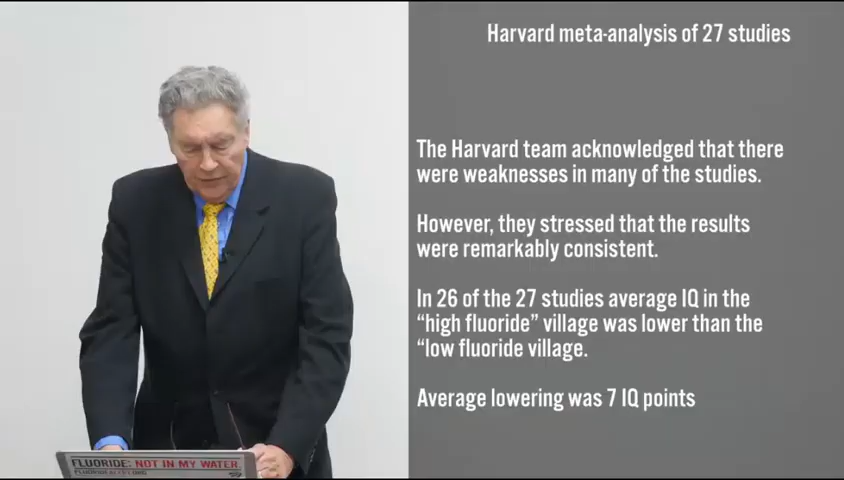 Harvard meta-analysis of 27 studies
The Harvard team acknowledged that there
were weaknesses in many of the studies.
However, they stressed that the results
were remarkably consistent.
In 26 of the 27 studies average IQ in the
“high fluoride” village was lower than the
“low fluoride village.
Average lowering was 7 IQ points
FLUORIDE: NOT IN MY WATER.